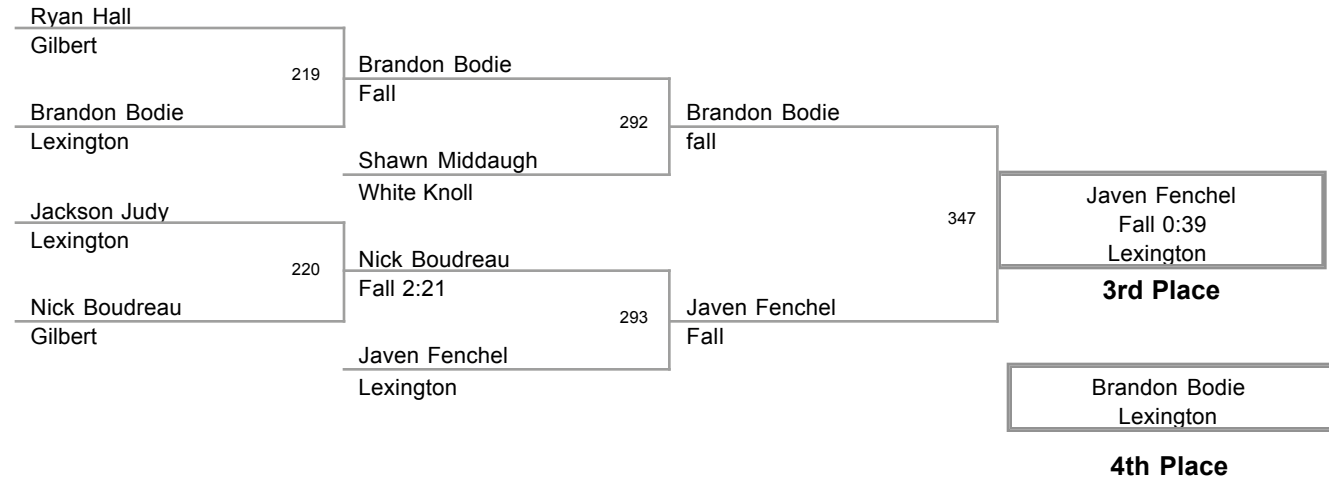 Ryan Hall
Gilbert
219
Brandon Bodie
Lexington
Jackson Judy
Lexington
220
Nick Boudreau
Gilbert
Brandon Bodie
Fall
292
Shawn Middaugh
White Knoll
Nick Boudreau
Fall 2:21
293
Javen Fenchel
Lexington
Brandon Bodie
fall
347
Javen Fenchel
Fall
Javen Fenchel
Fall 0:39
Lexington
3rd Place
Brandon Bodie
Lexington
4th Place